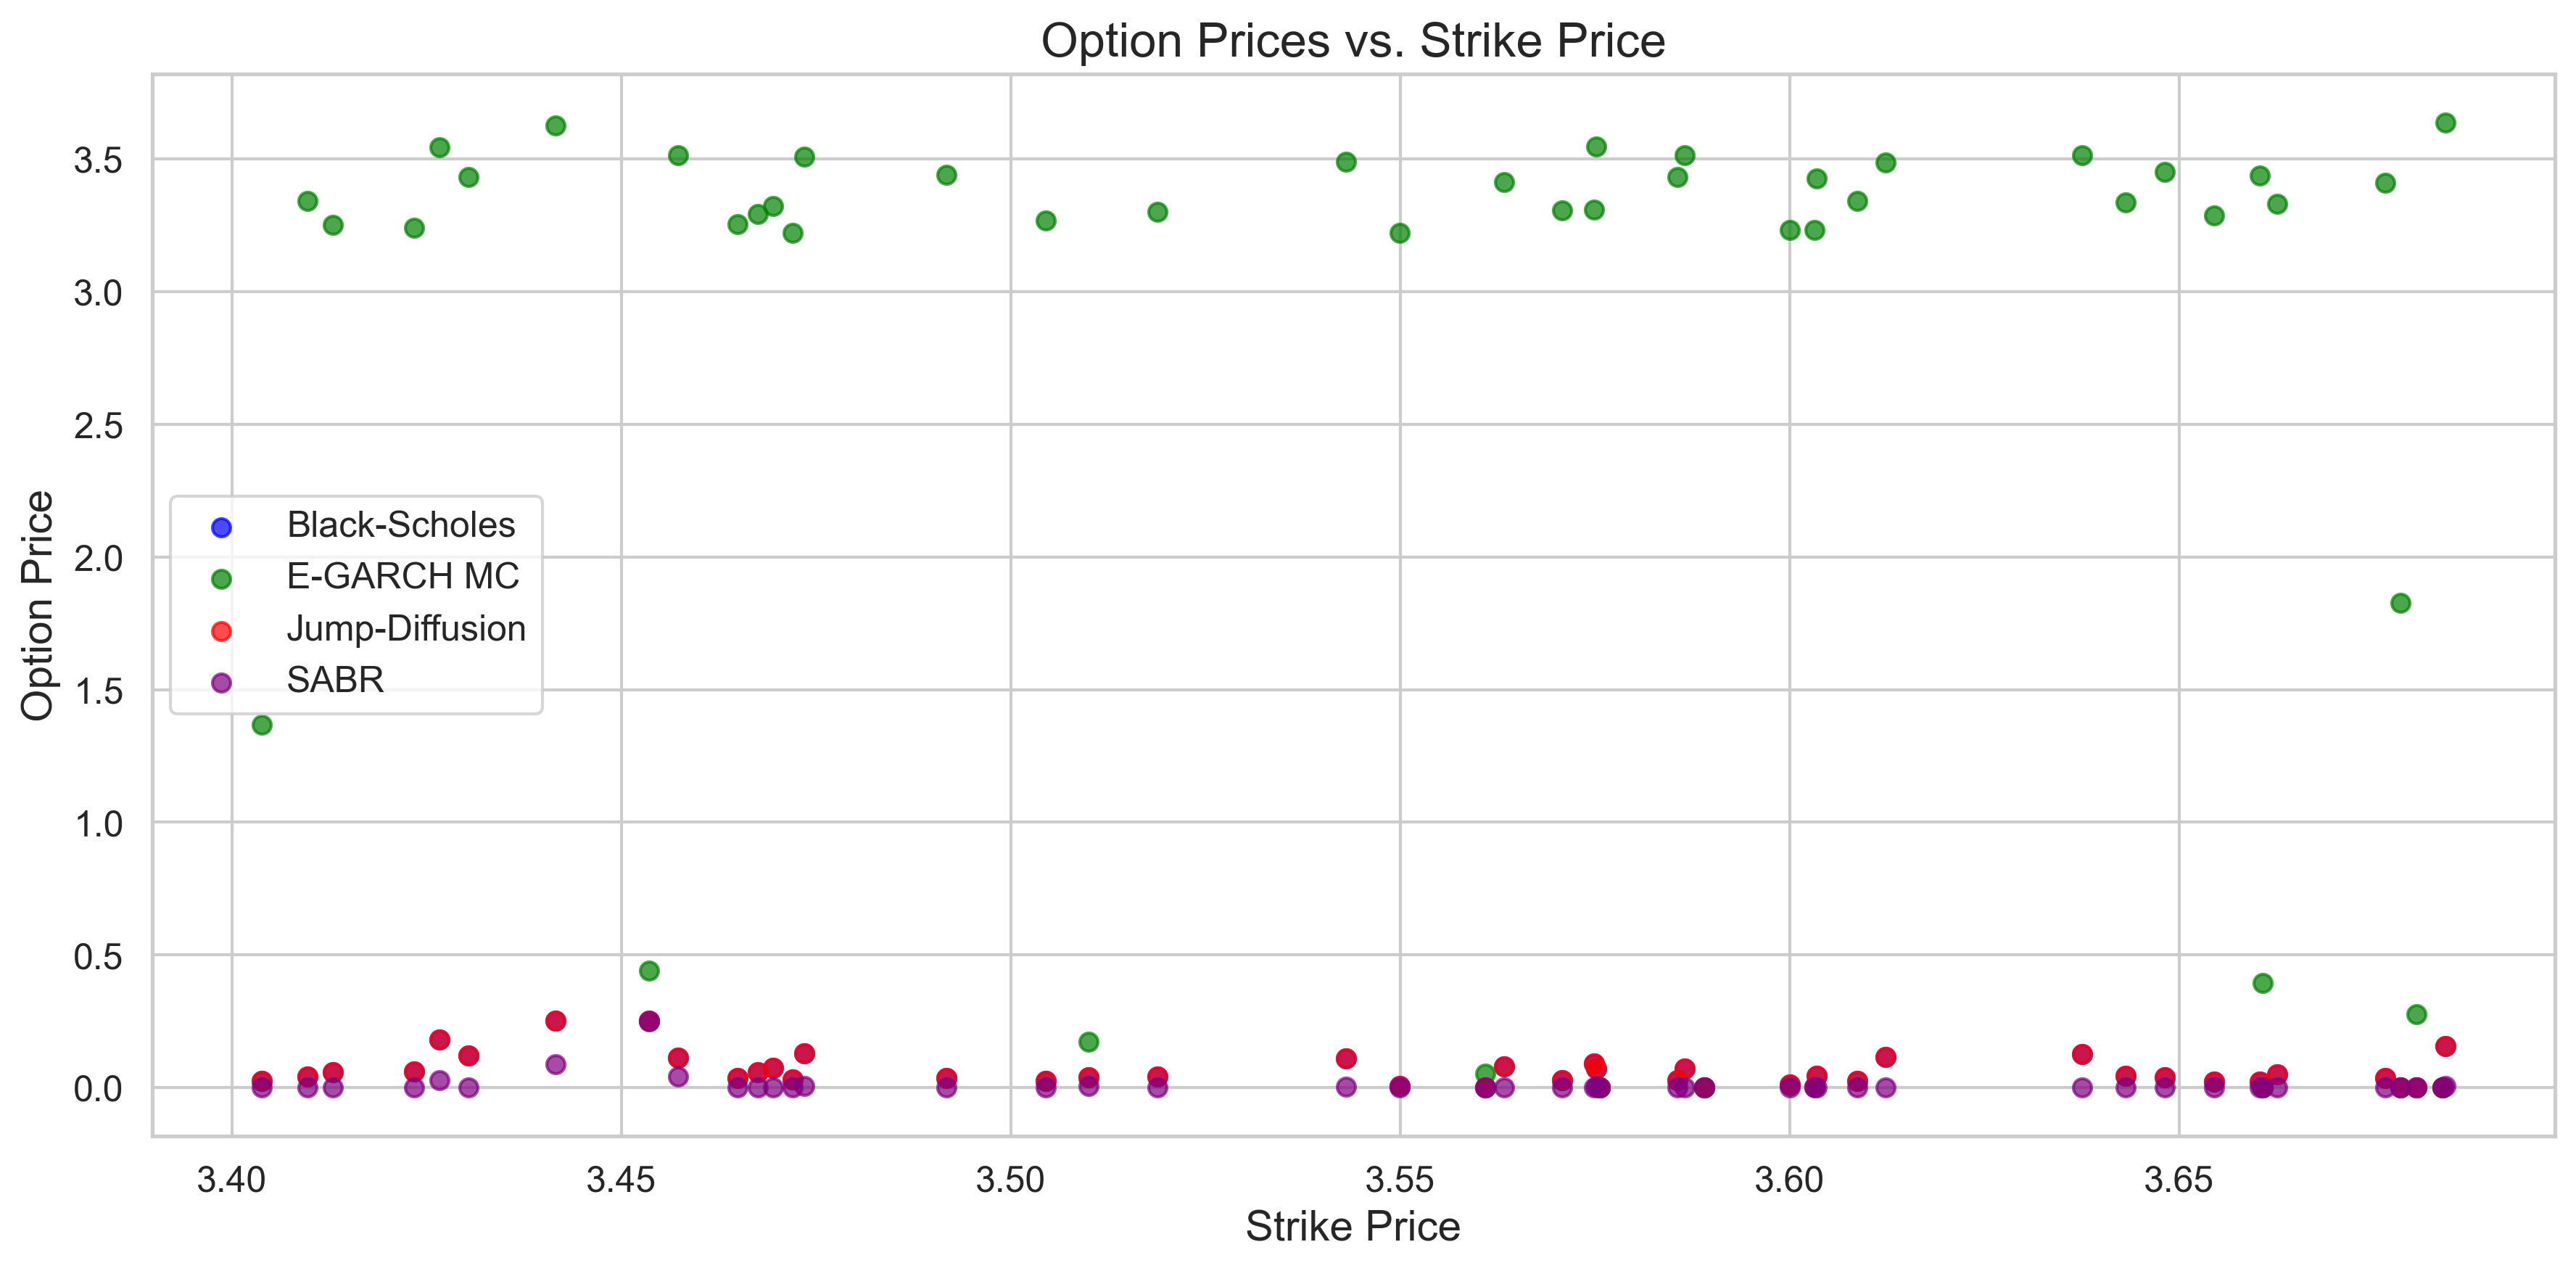 Option Prices vs. Strike Price
Option Price
3.5
3.0
2.5
2.0
1.5
1.0
0.5
0.0
Black-Scholes
E-GARCH MC
Jump-Diffusion
SABR
3.40 3.45 3.50 3.55 3.60 3.65
Strike Price